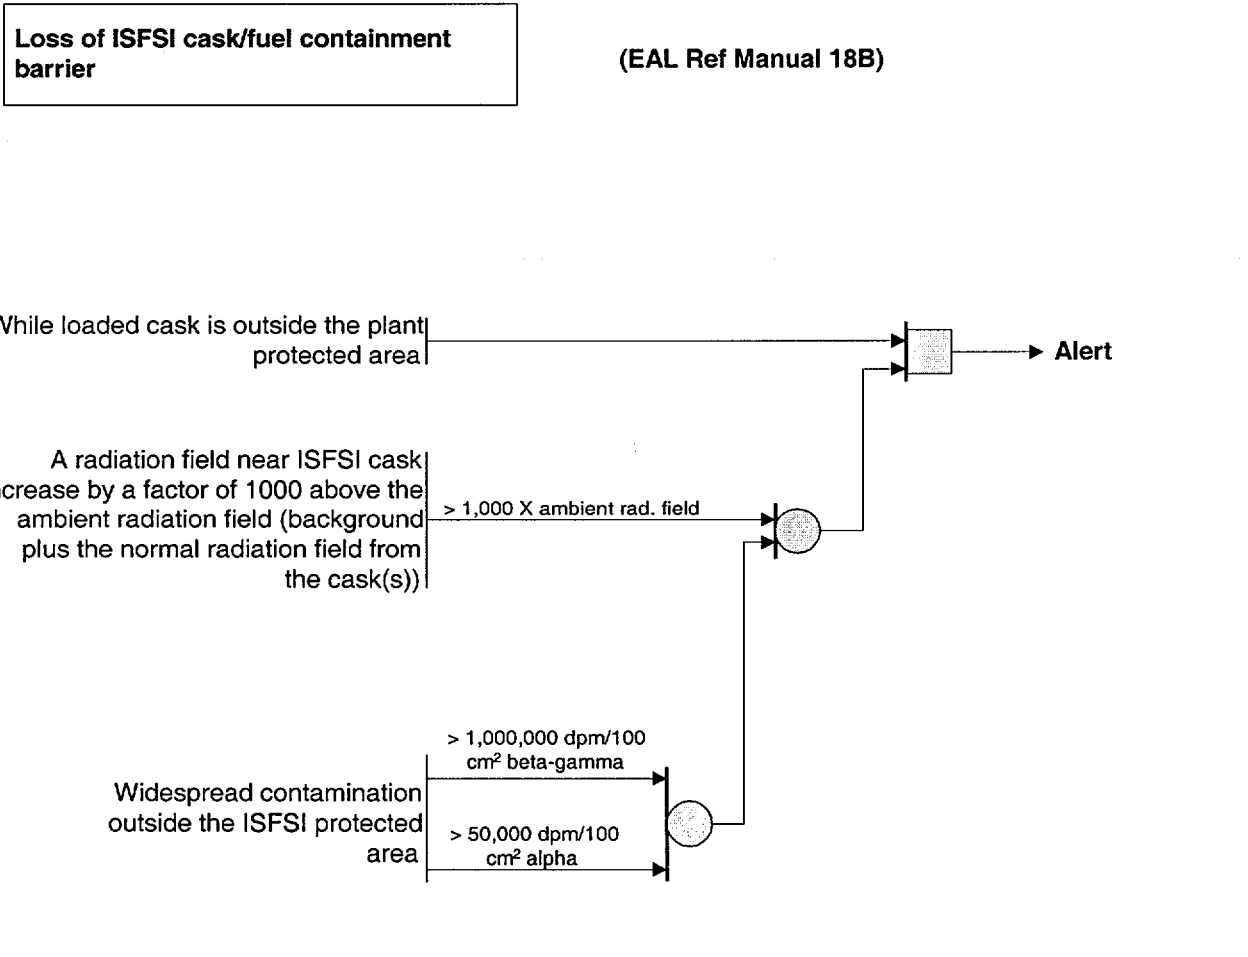 Loss of ISFSI cask/fuel containment
barrier
(EAL Ref Manual 18B)
While loaded cask is outside the plant
protected area
Alert
A radiation field near ISFSI cask
ncrease by a factor of 1000 above the
ambient radiation field (background
plus the normal radiation field from
the cask(s))
> 1,000 X ambient rad. field
> 1,000,000 dpm/100
cm² beta-gamma
Widespread contamination
outside the ISFSI protected
area
> 50,000 dpm/100
cm² alpha